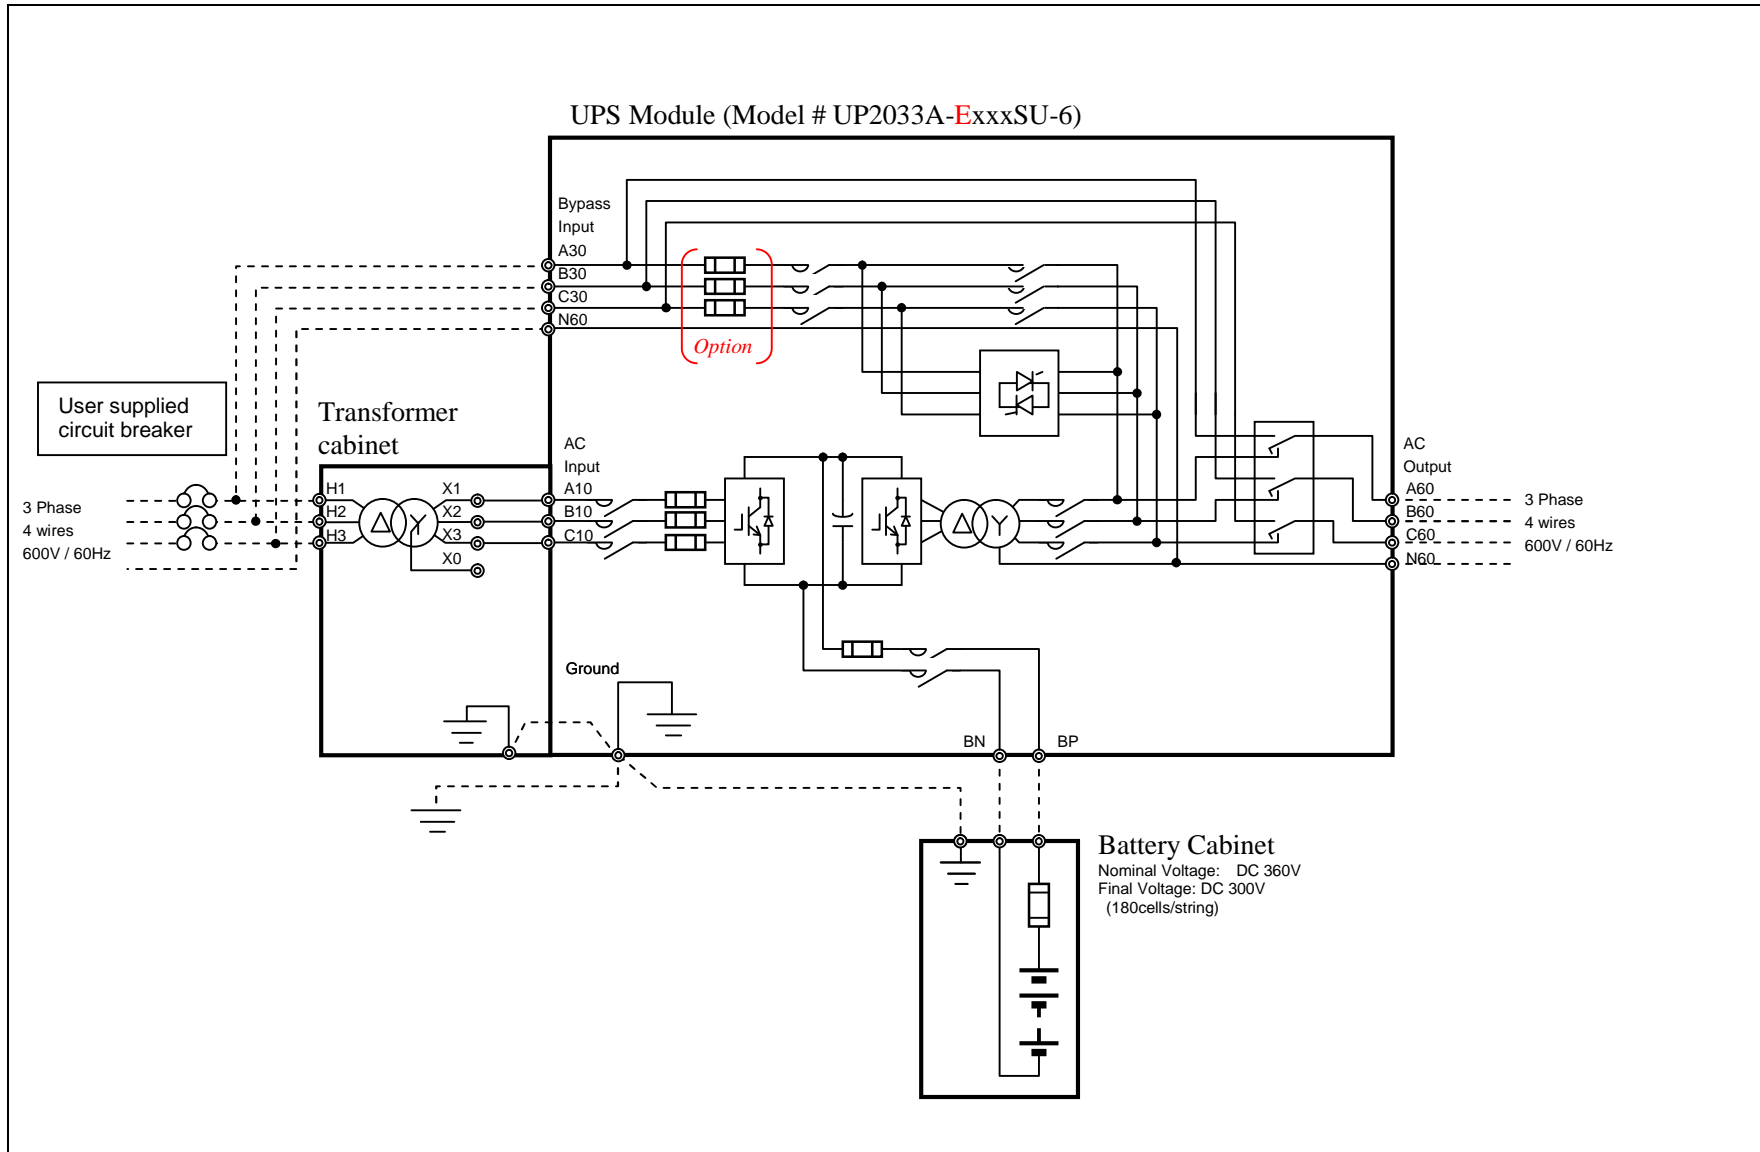 UPS Module (Model # UP2033A-ExxxSU-6)
Bypass
Input
A30
B30
C30
N60
Option
User supplied
circuit breaker
Transformer
cabinet
3 Phase
4 wires
600V / 60Hz
H1
H2
H3
X1
X2
X3
X0
AC
Input
A10
B10
C10
AC
Output
A60
B60
C60
N60
3 Phase
4 wires
600V / 60Hz
Ground
BN
BP
Battery Cabinet
Nominal Voltage: DC 360V
Final Voltage: DC 300V
(180cells/string)